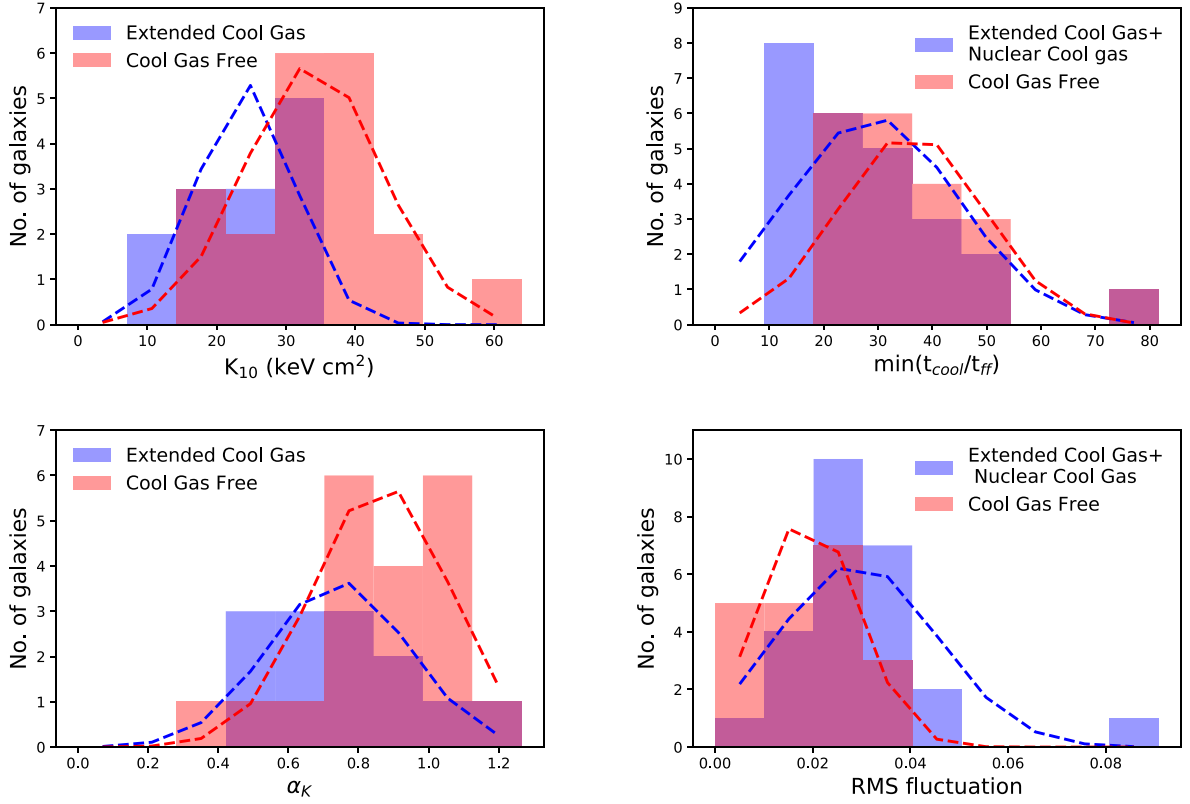 7
6
5
4
3
2
1
0
No. of galaxies
Extended Cool Gas
Cool Gas Free
0 10 20 30 40 50 60
K₁₀ (keV cm²)
9
8
7
6
5
4
3
2
1
0
No. of galaxies
Extended Cool Gas+
Nuclear Cool gas
Cool Gas Free
0 10 20 30 40 50 60 70 80
min(t_cool/t_ff)
7
6
5
4
3
2
1
0
No. of galaxies
Extended Cool Gas
Cool Gas Free
0.0 0.2 0.4 0.6 0.8 1.0 1.2
α_K
10
8
6
4
2
0
No. of galaxies
Extended Cool Gas+
Nuclear Cool Gas
Cool Gas Free
0.00 0.02 0.04 0.06 0.08
RMS fluctuation